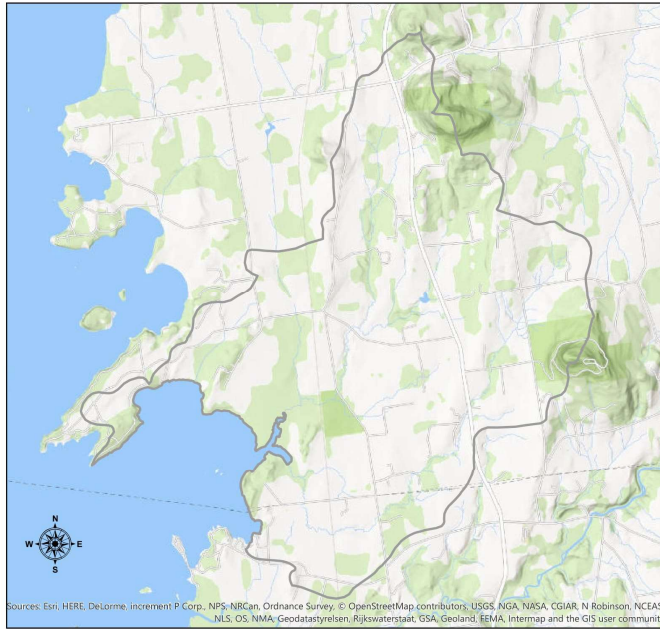 N
W E
S
Sources: Esri, HERE, DeLorme, increment P Corp., NPS, NRCan, Ordnance Survey, © OpenStreetMap contributors, USGS, NGA, NASA, CGIAR, N Robinson, NCEAS
NLS, OS, NMA, Geodatastyrelsen, Rijkswaterstaat, GSA, Geoland, FEMA, Intermap and the GIS user communit